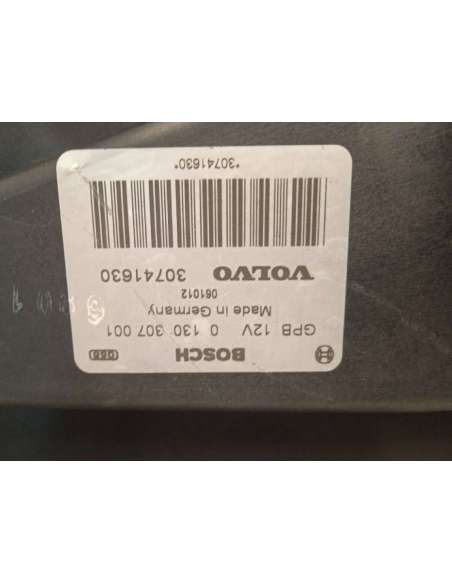 BOSCH
GPB 12V 0 130 307 001
Made in Germany
061012
VOLVO 30741630
*30741630*